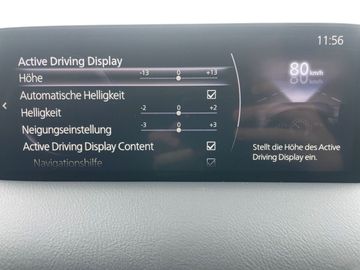 11:56
Active Driving Display
Höhe -13 0 +13
Automatische Helligkeit
Helligkeit -2 0 +2
Neigungseinstellung -3 0 +3
Active Driving Display Content
Navigationshilfe
80 km/h
Stellt die Höhe des Active
Driving Display ein.